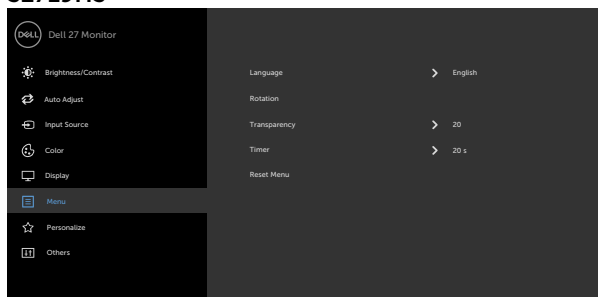 DELL Dell 27 Monitor
Brightness/Contrast
Auto Adjust
Input Source
Color
Display
Menu
Personalize
Others
Language > English
Rotation
Transparency > 20
Timer > 20 s
Reset Menu